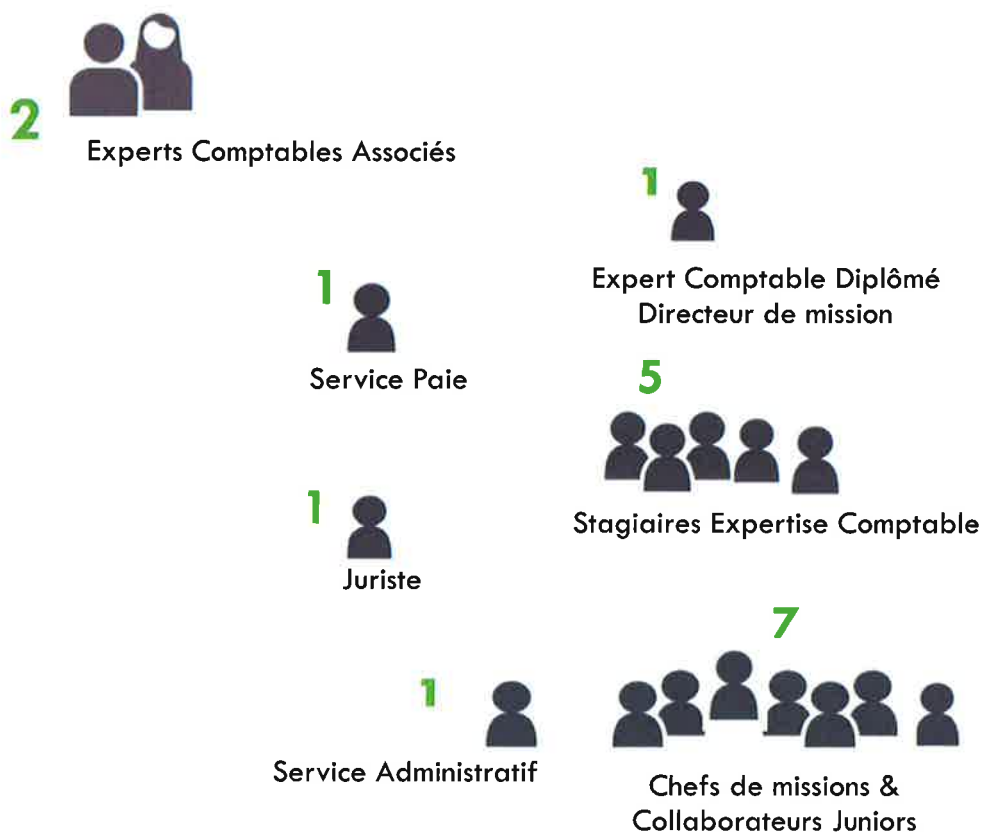 2
Experts Comptables Associés
1
Expert Comptable Diplômé
Directeur de mission
1
Service Paie
5
Stagiaires Expertise Comptable
1
Juriste
7
Chefs de missions &
Collaborateurs Juniors
1
Service Administratif